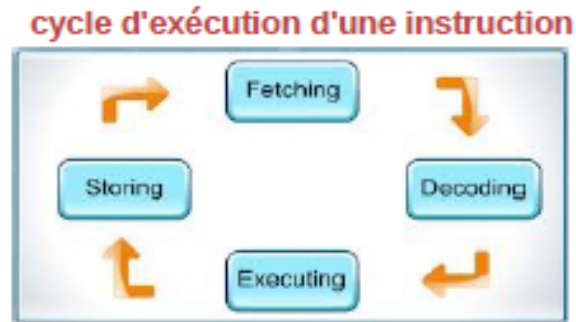 cycle d'exécution d'une instruction
Fetching
Storing
Decoding
Executing